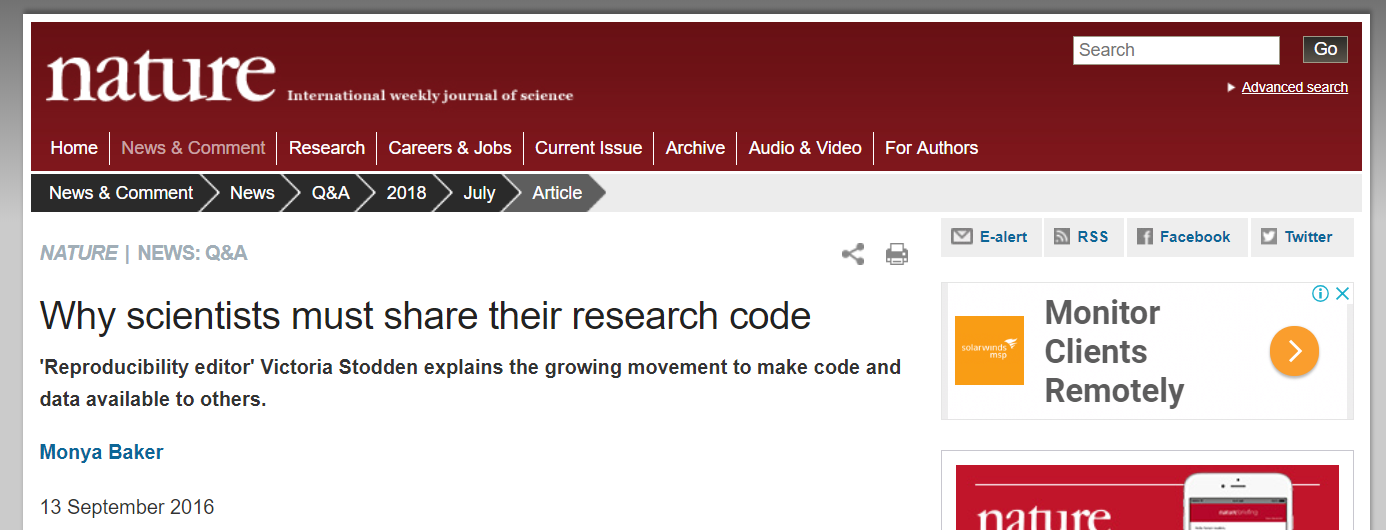 nature International weekly journal of science
Search Go
Advanced search
Home News & Comment Research Careers & Jobs Current Issue Archive Audio & Video For Authors
News & Comment News Q&A 2018 July Article
NATURE | NEWS: Q&A
Why scientists must share their research code
'Reproducibility editor' Victoria Stodden explains the growing movement to make code and
data available to others.
Monya Baker
13 September 2016
E-alert RSS Facebook Twitter
solarwinds
msp
Monitor
Clients
Remotely
nature